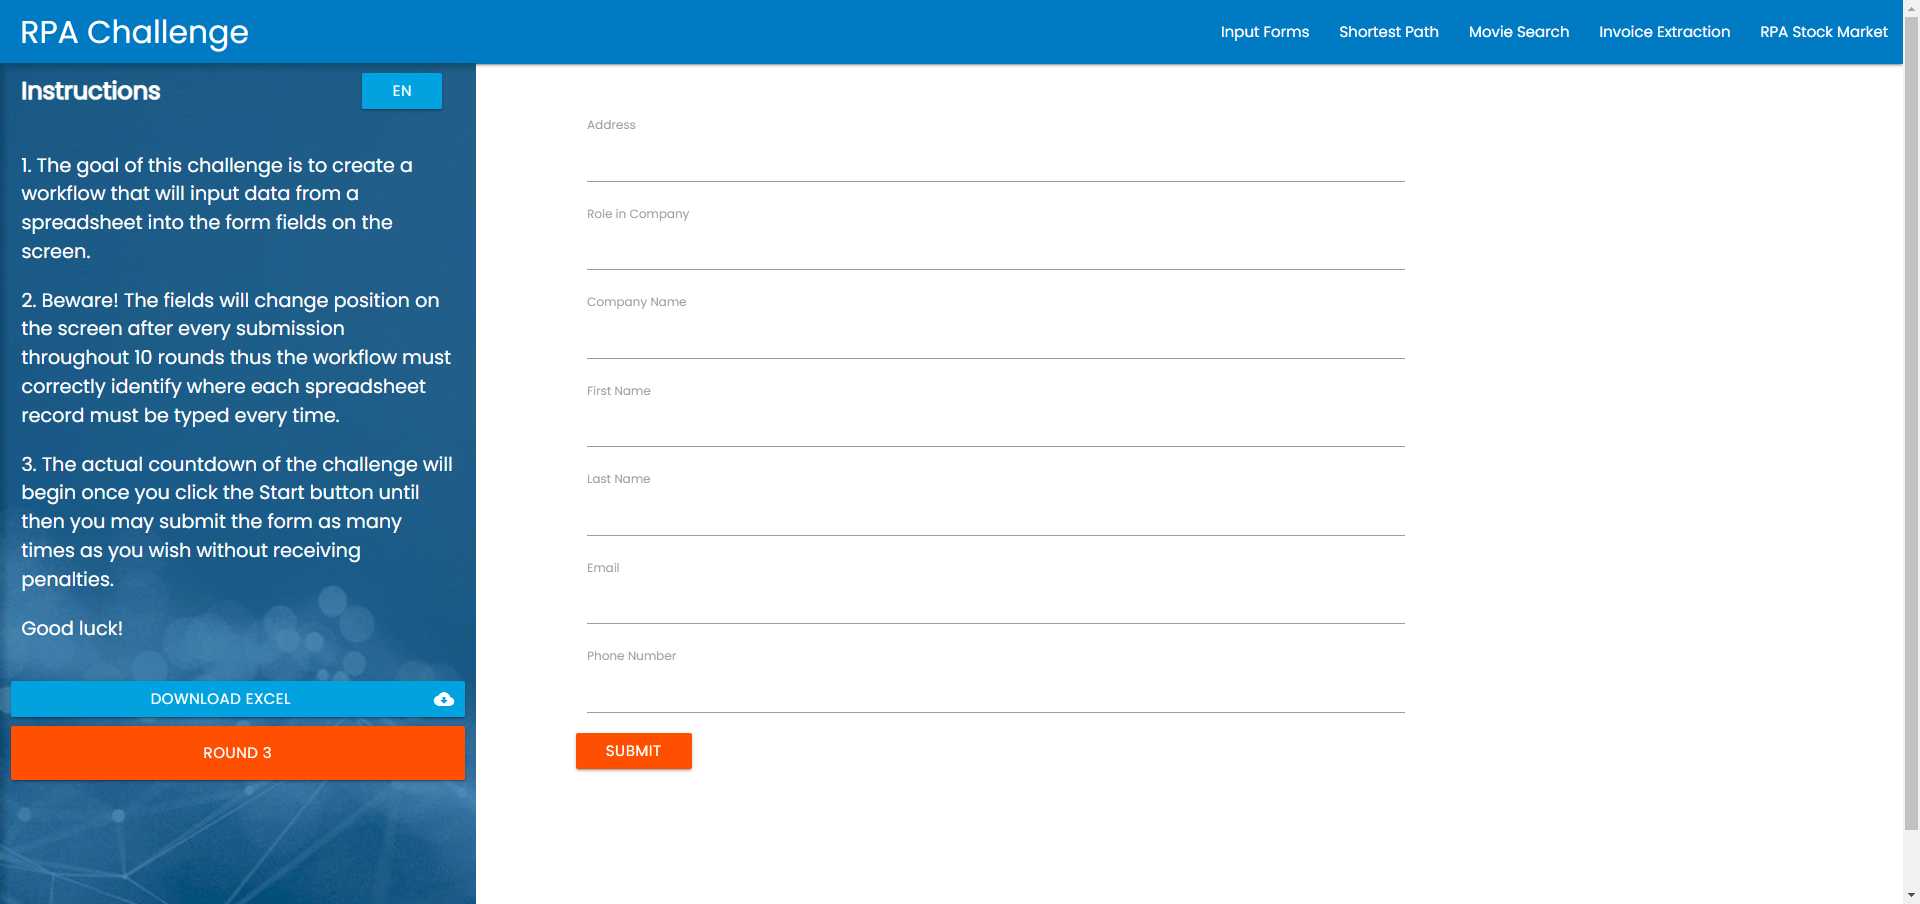 RPA Challenge
Input Forms
Shortest Path
Movie Search
Invoice Extraction
RPA Stock Market
Instructions
EN
1. The goal of this challenge is to create a
workflow that will input data from a
spreadsheet into the form fields on the
screen.
2. Beware! The fields will change position on
the screen after every submission
throughout 10 rounds thus the workflow must
correctly identify where each spreadsheet
record must be typed every time.
3. The actual countdown of the challenge will
begin once you click the Start button until
then you may submit the form as many
times as you wish without receiving
penalties.
Good luck!
DOWNLOAD EXCEL
ROUND 3
Address
Role in Company
Company Name
First Name
Last Name
Email
Phone Number
SUBMIT